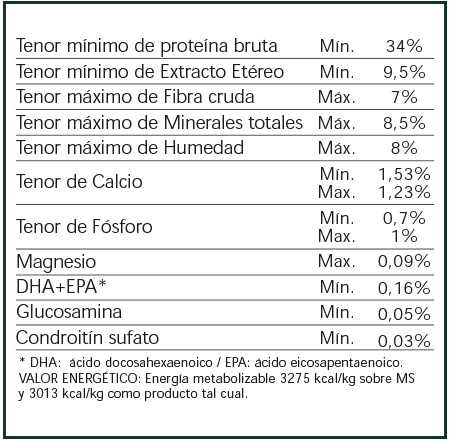 Tenor mínimo de proteína bruta Mín. 34%
Tenor mínimo de Extracto Etéreo Mín. 9,5%
Tenor máximo de Fibra cruda Máx. 7%
Tenor máximo de Minerales totales Máx. 8,5%
Tenor máximo de Humedad Máx. 8%
Tenor de Calcio Mín. 1,53%
Max. 1,23%
Tenor de Fósforo Mín. 0,7%
Max. 1%
Magnesio Max. 0,09%
DHA+EPA* Mín. 0,16%
Glucosamina Mín. 0,05%
Condroitín sufato Mín. 0,03%
* DHA: ácido docosahexaenoico / EPA: ácido eicosapentaenoico.
VALOR ENERGÉTICO: Energía metabolizable 3275 kcal/kg sobre MS
y 3013 kcal/kg como producto tal cual.